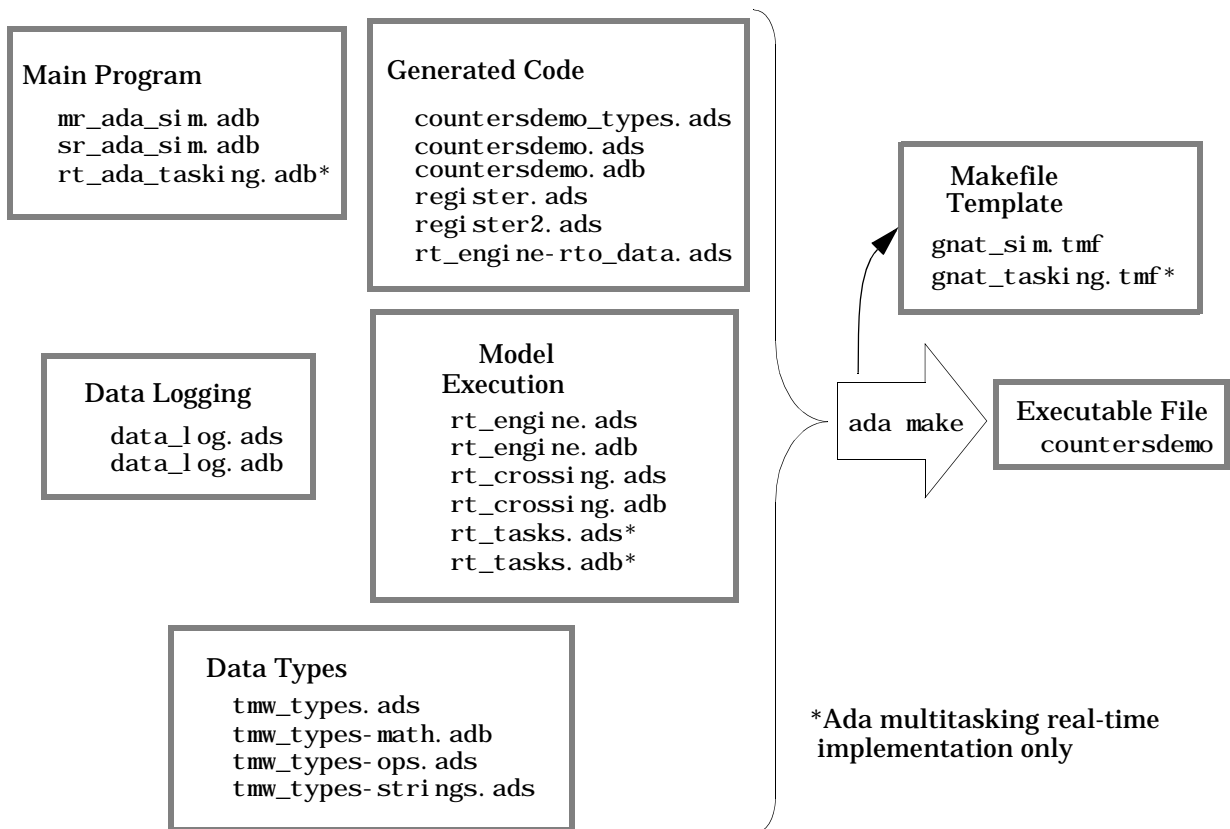 Main Program
mr_ada_sim.adb
sr_ada_sim.adb
rt_ada_tasking.adb*
Generated Code
countersdemo_types.ads
countersdemo.ads
countersdemo.adb
register.ads
register2.ads
rt_engine-rto_data.ads
Data Logging
data_log.ads
data_log.adb
Model
Execution
rt_engine.ads
rt_engine.adb
rt_crossing.ads
rt_crossing.adb
rt_tasks.ads*
rt_tasks.adb*
Data Types
tmw_types.ads
tmw_types-math.adb
tmw_types-ops.ads
tmw_types-strings.ads
ada make
Makefile
Template
gnat_sim.tmf
gnat_tasking.tmf*
Executable File
countersdemo
*Ada multitasking real-time
implementation only